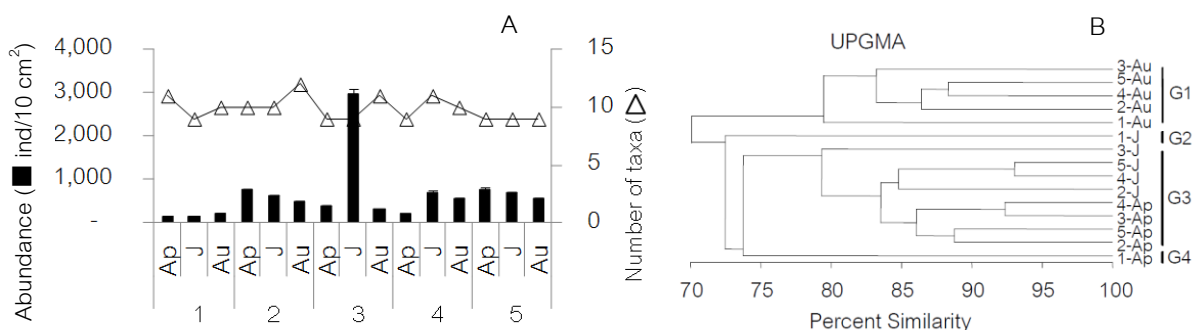 A
4,000
3,000
2,000
1,000
-
Abundance (■ ind/10 cm²)
15
10
5
0
Number of taxa (△)
Ap J Au Ap J Au Ap J Au Ap J Au Ap J Au
1 2 3 4 5
B
UPGMA
3-Au
5-Au
4-Au
2-Au
1-Au
1-J
3-J
5-J
4-J
2-J
4-Ap
3-Ap
5-Ap
2-Ap
1-Ap
G1
G2
G3
G4
70 75 80 85 90 95 100
Percent Similarity